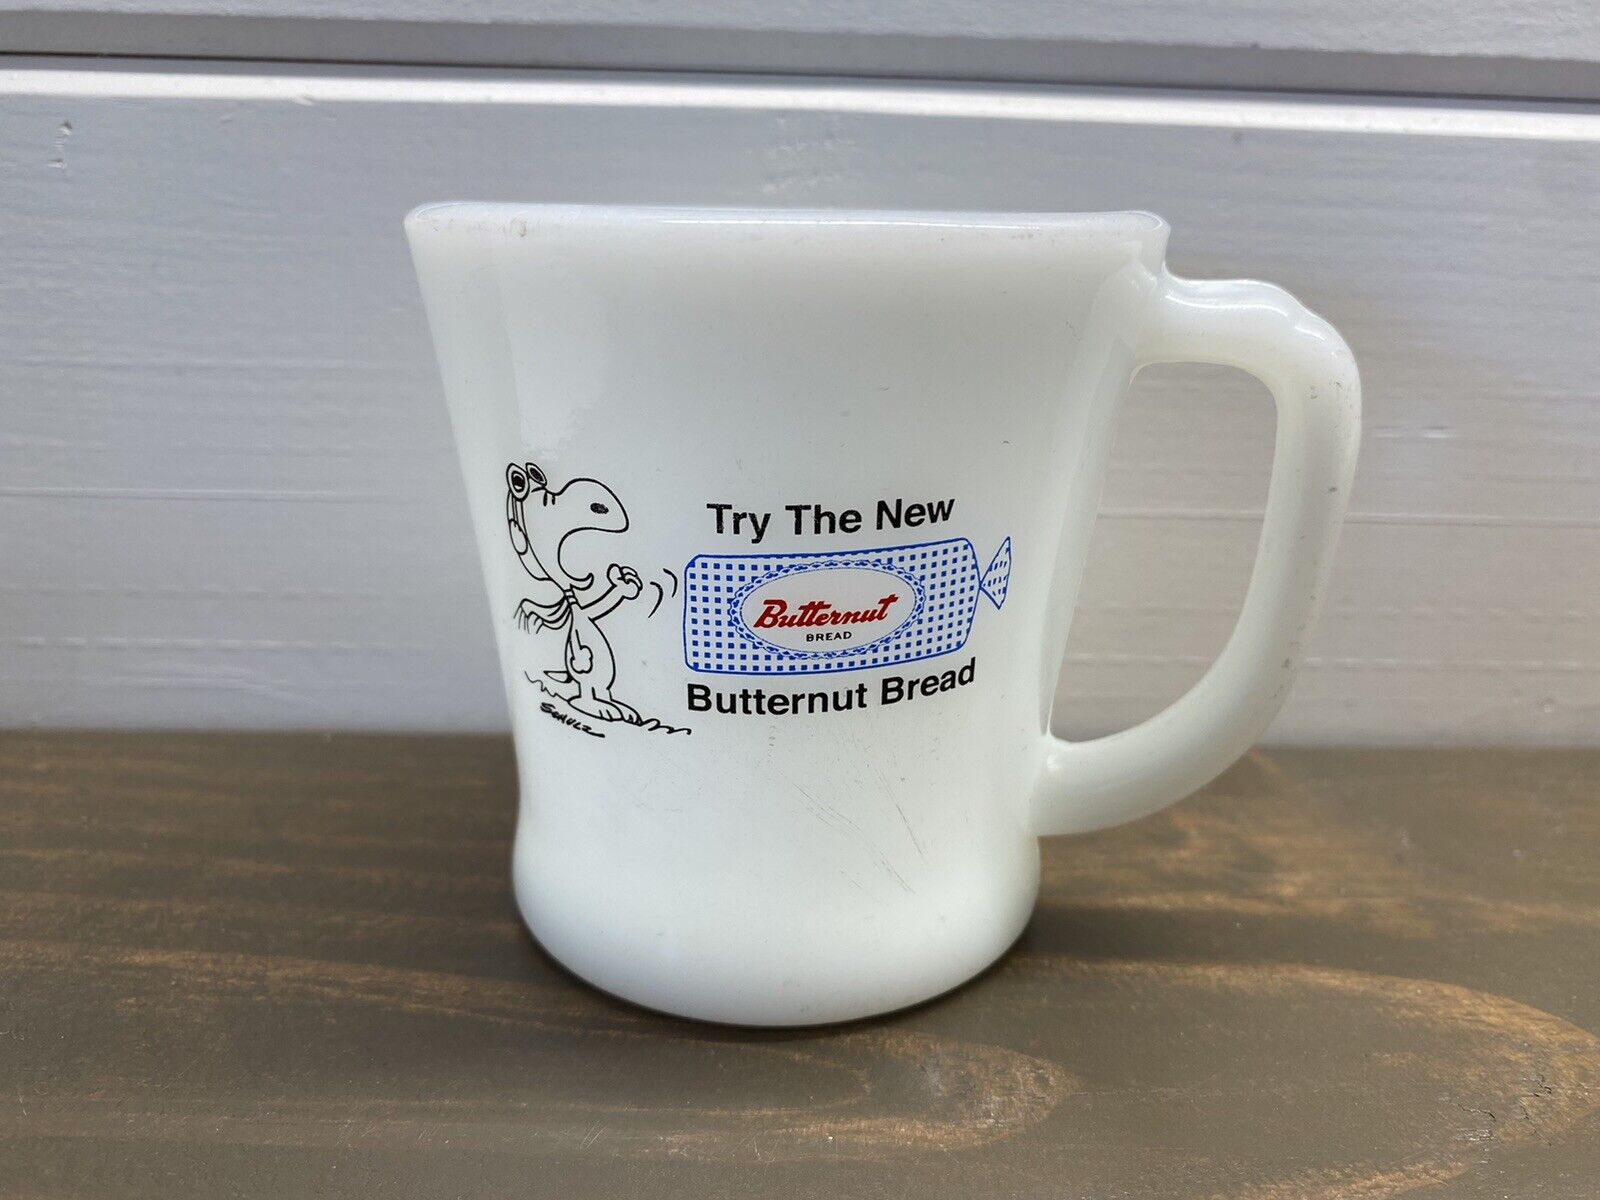 Try The New
Butternut
BREAD
Butternut Bread
SCHULZ